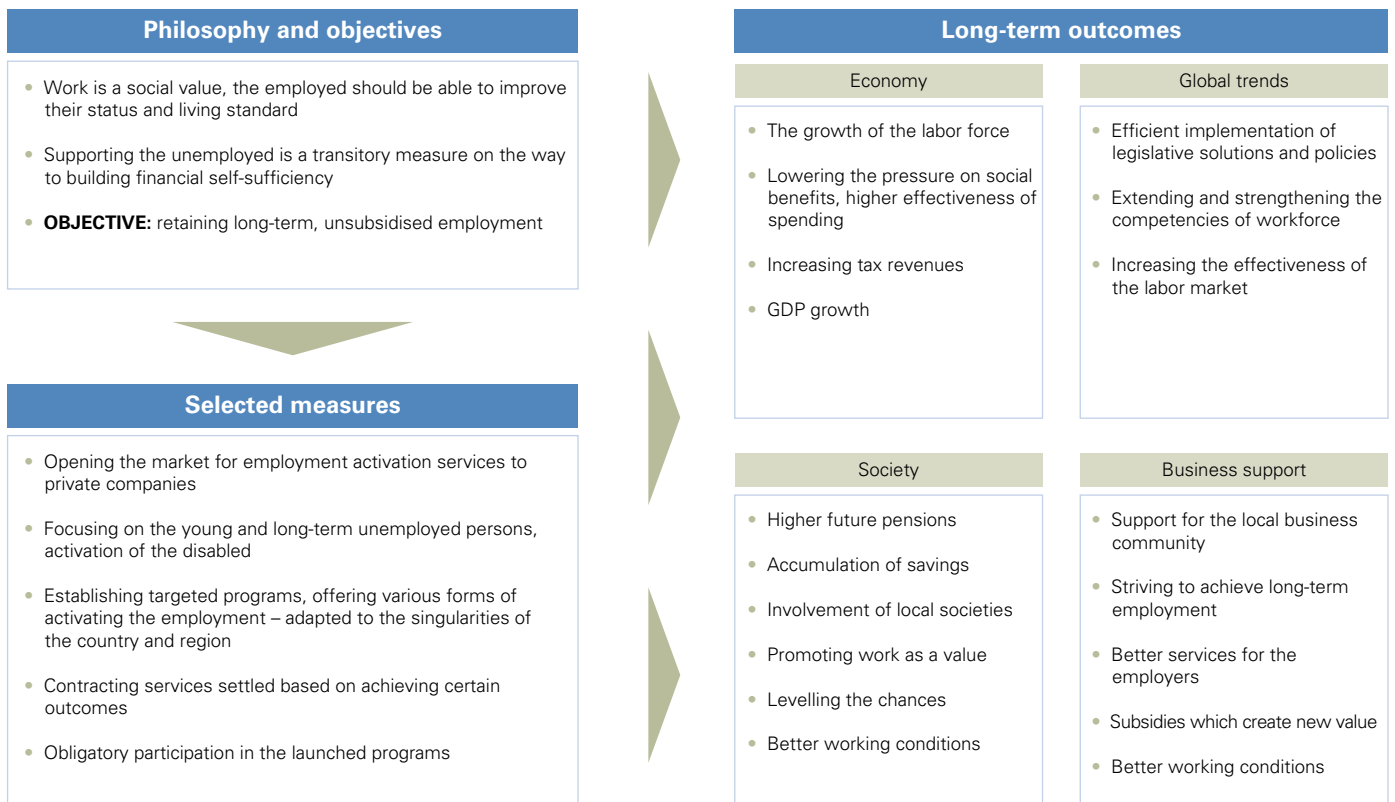 Philosophy and objectives
• Work is a social value, the employed should be able to improve
their status and living standard
• Supporting the unemployed is a transitory measure on the way
to building financial self-sufficiency
• OBJECTIVE: retaining long-term, unsubsidised employment
Selected measures
• Opening the market for employment activation services to
private companies
• Focusing on the young and long-term unemployed persons,
activation of the disabled
• Establishing targeted programs, offering various forms of
activating the employment – adapted to the singularities of
the country and region
• Contracting services settled based on achieving certain
outcomes
• Obligatory participation in the launched programs
Long-term outcomes
Economy
• The growth of the labor force
• Lowering the pressure on social
benefits, higher effectiveness of
spending
• Increasing tax revenues
• GDP growth
Global trends
• Efficient implementation of
legislative solutions and policies
• Extending and strengthening the
competencies of workforce
• Increasing the effectiveness of
the labor market
Society
• Higher future pensions
• Accumulation of savings
• Involvement of local societies
• Promoting work as a value
• Levelling the chances
• Better working conditions
Business support
• Support for the local business
community
• Striving to achieve long-term
employment
• Better services for the
employers
• Subsidies which create new value
• Better working conditions